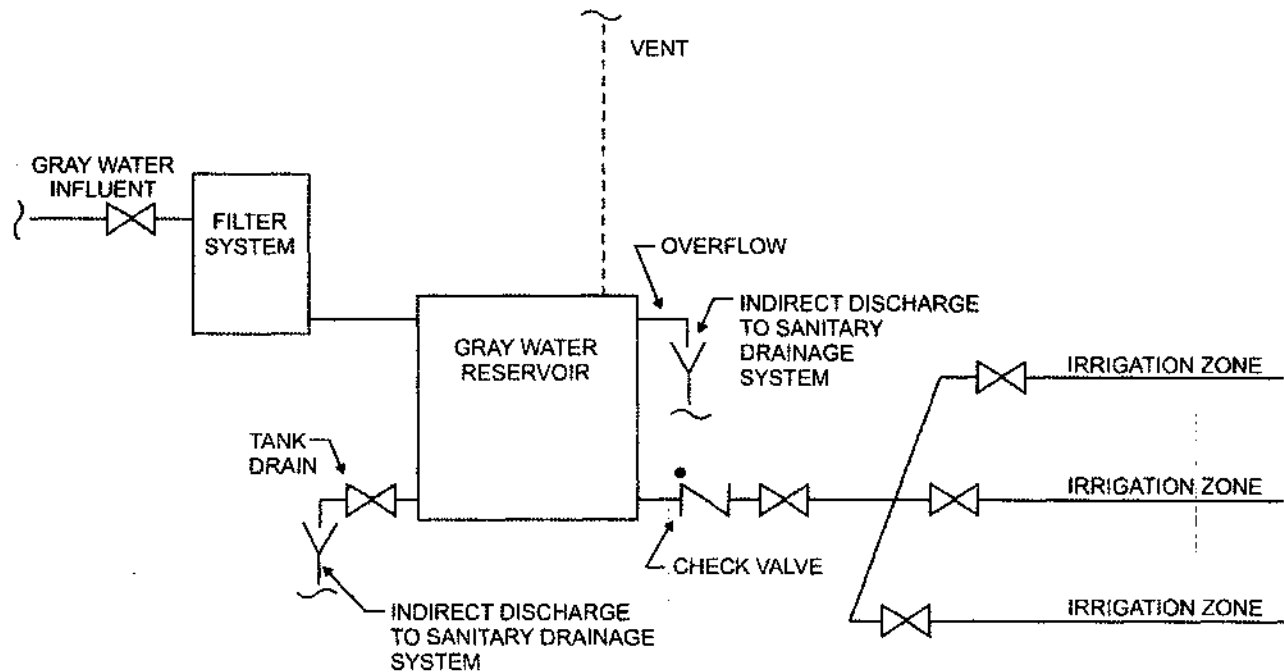 VENT
GRAY WATER
INFLUENT
FILTER
SYSTEM
OVERFLOW
INDIRECT DISCHARGE
TO SANITARY
DRAINAGE
SYSTEM
GRAY WATER
RESERVOIR
IRRIGATION ZONE
TANK
DRAIN
IRRIGATION ZONE
CHECK VALVE
INDIRECT DISCHARGE
TO SANITARY DRAINAGE
SYSTEM
IRRIGATION ZONE